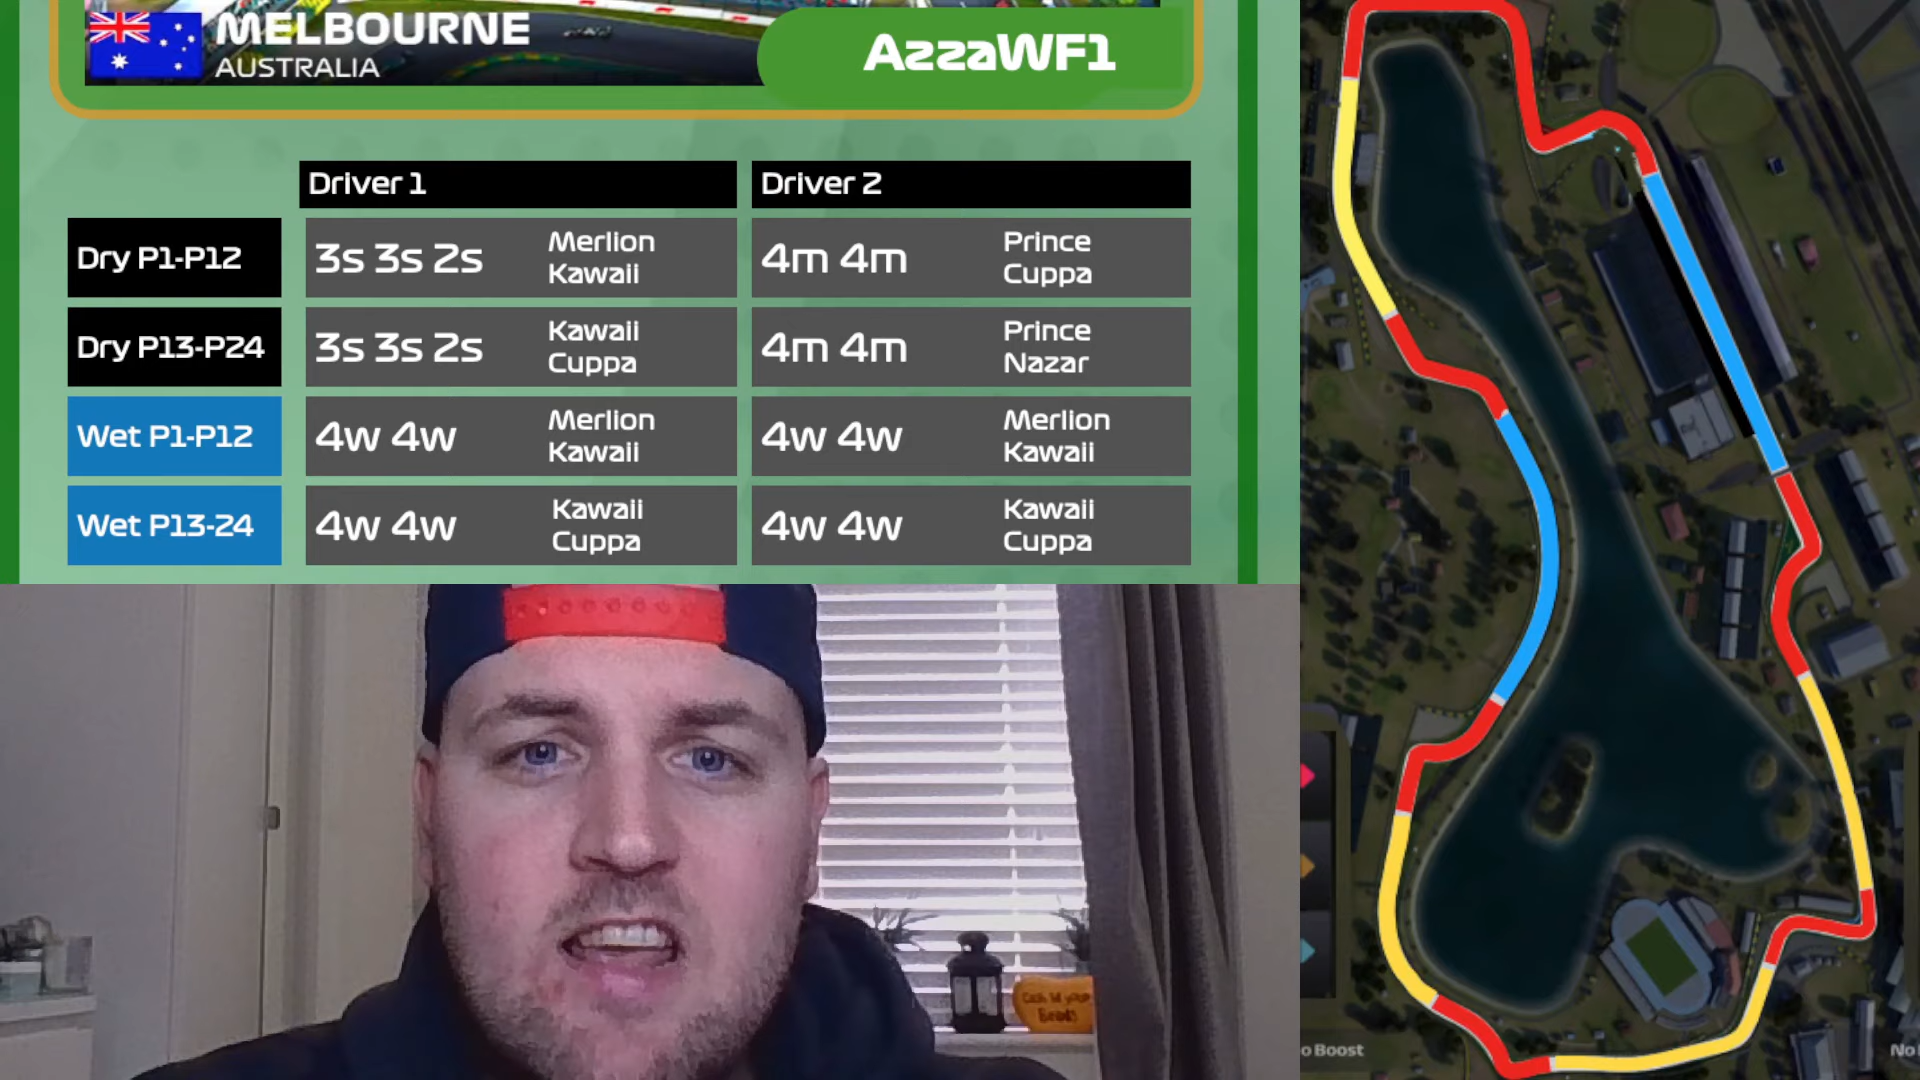 MELBOURNE
AUSTRALIA
AzzaWF1
Driver 1
Driver 2
Dry P1-P12
3s 3s 2s
Merlion
Kawaii
4m 4m
Prince
Cuppa
Dry P13-P24
3s 3s 2s
Kawaii
Cuppa
4m 4m
Prince
Nazar
Wet P1-P12
4w 4w
Merlion
Kawaii
4w 4w
Merlion
Kawaii
Wet P13-24
4w 4w
Kawaii
Cuppa
4w 4w
Kawaii
Cuppa
o Boost
No